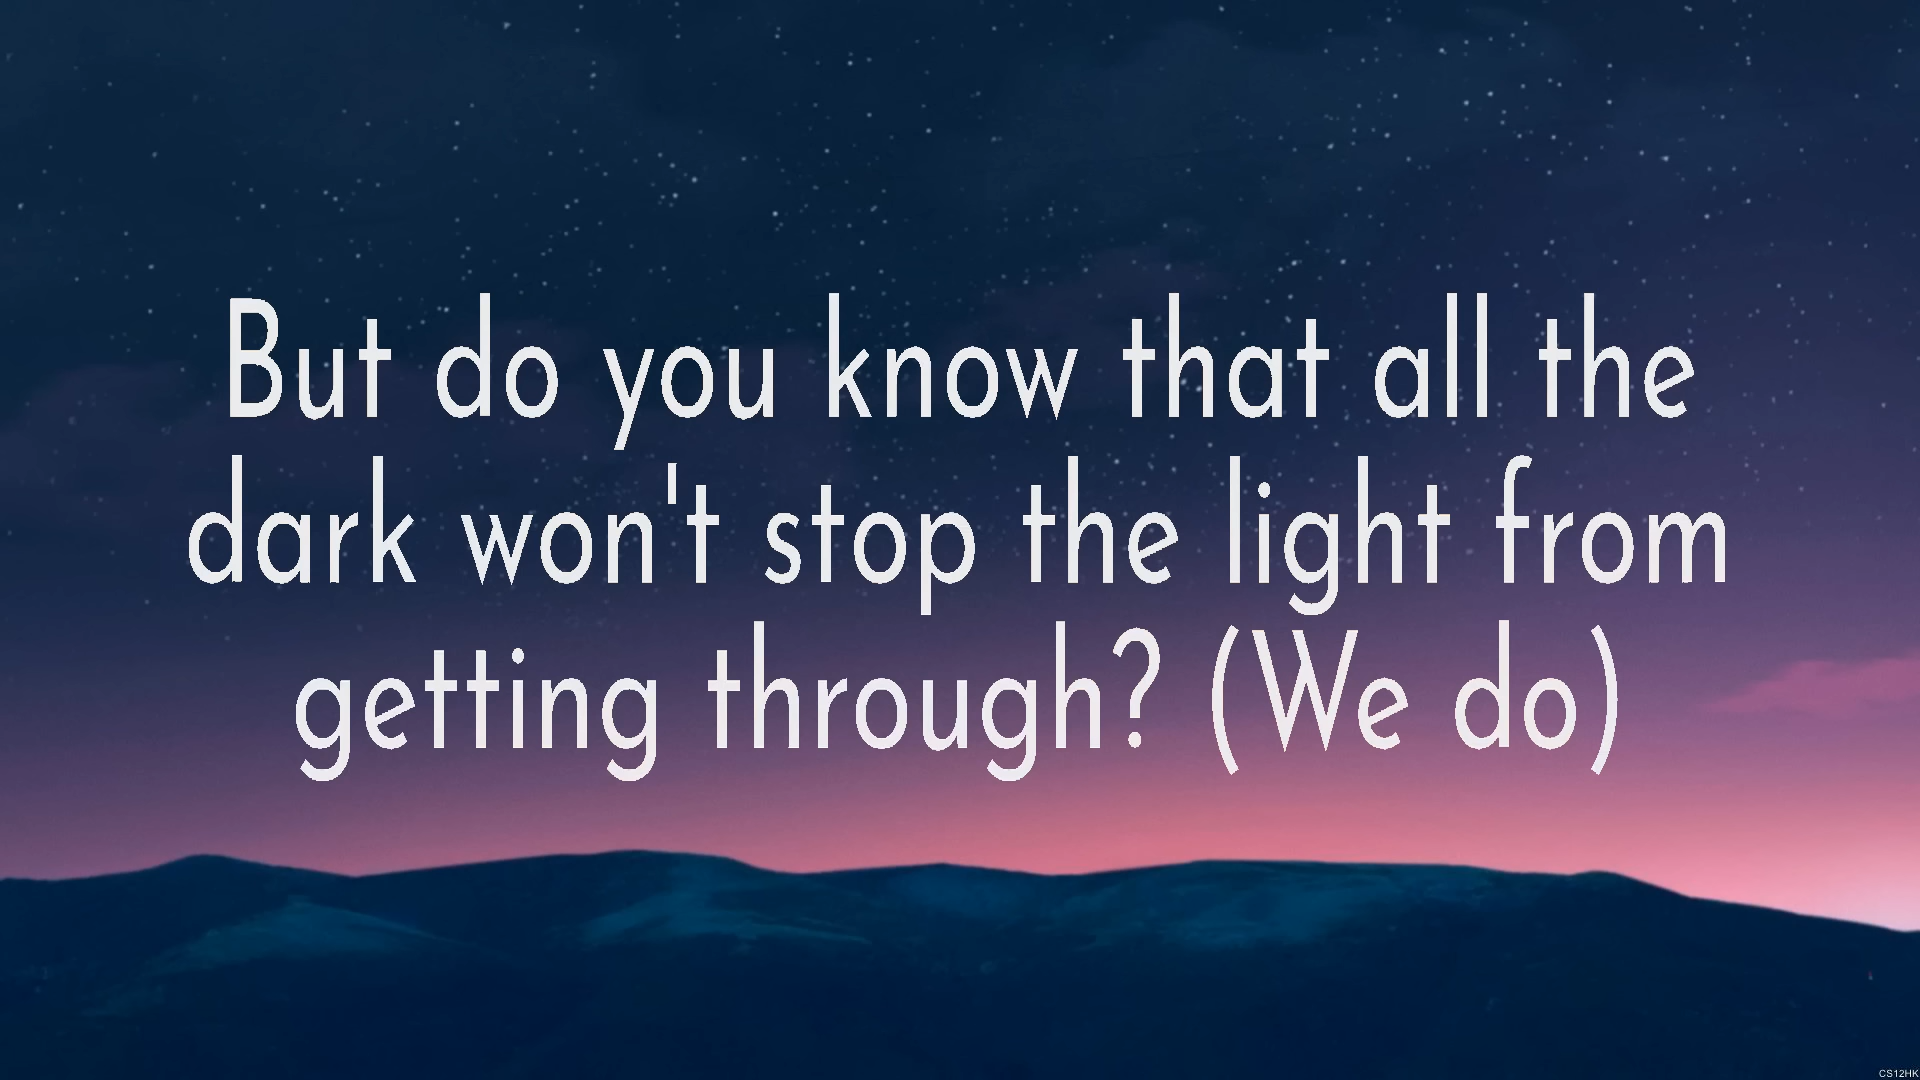 But do you know that all the
dark won't stop the light from
getting through? (We do)
CS12HK